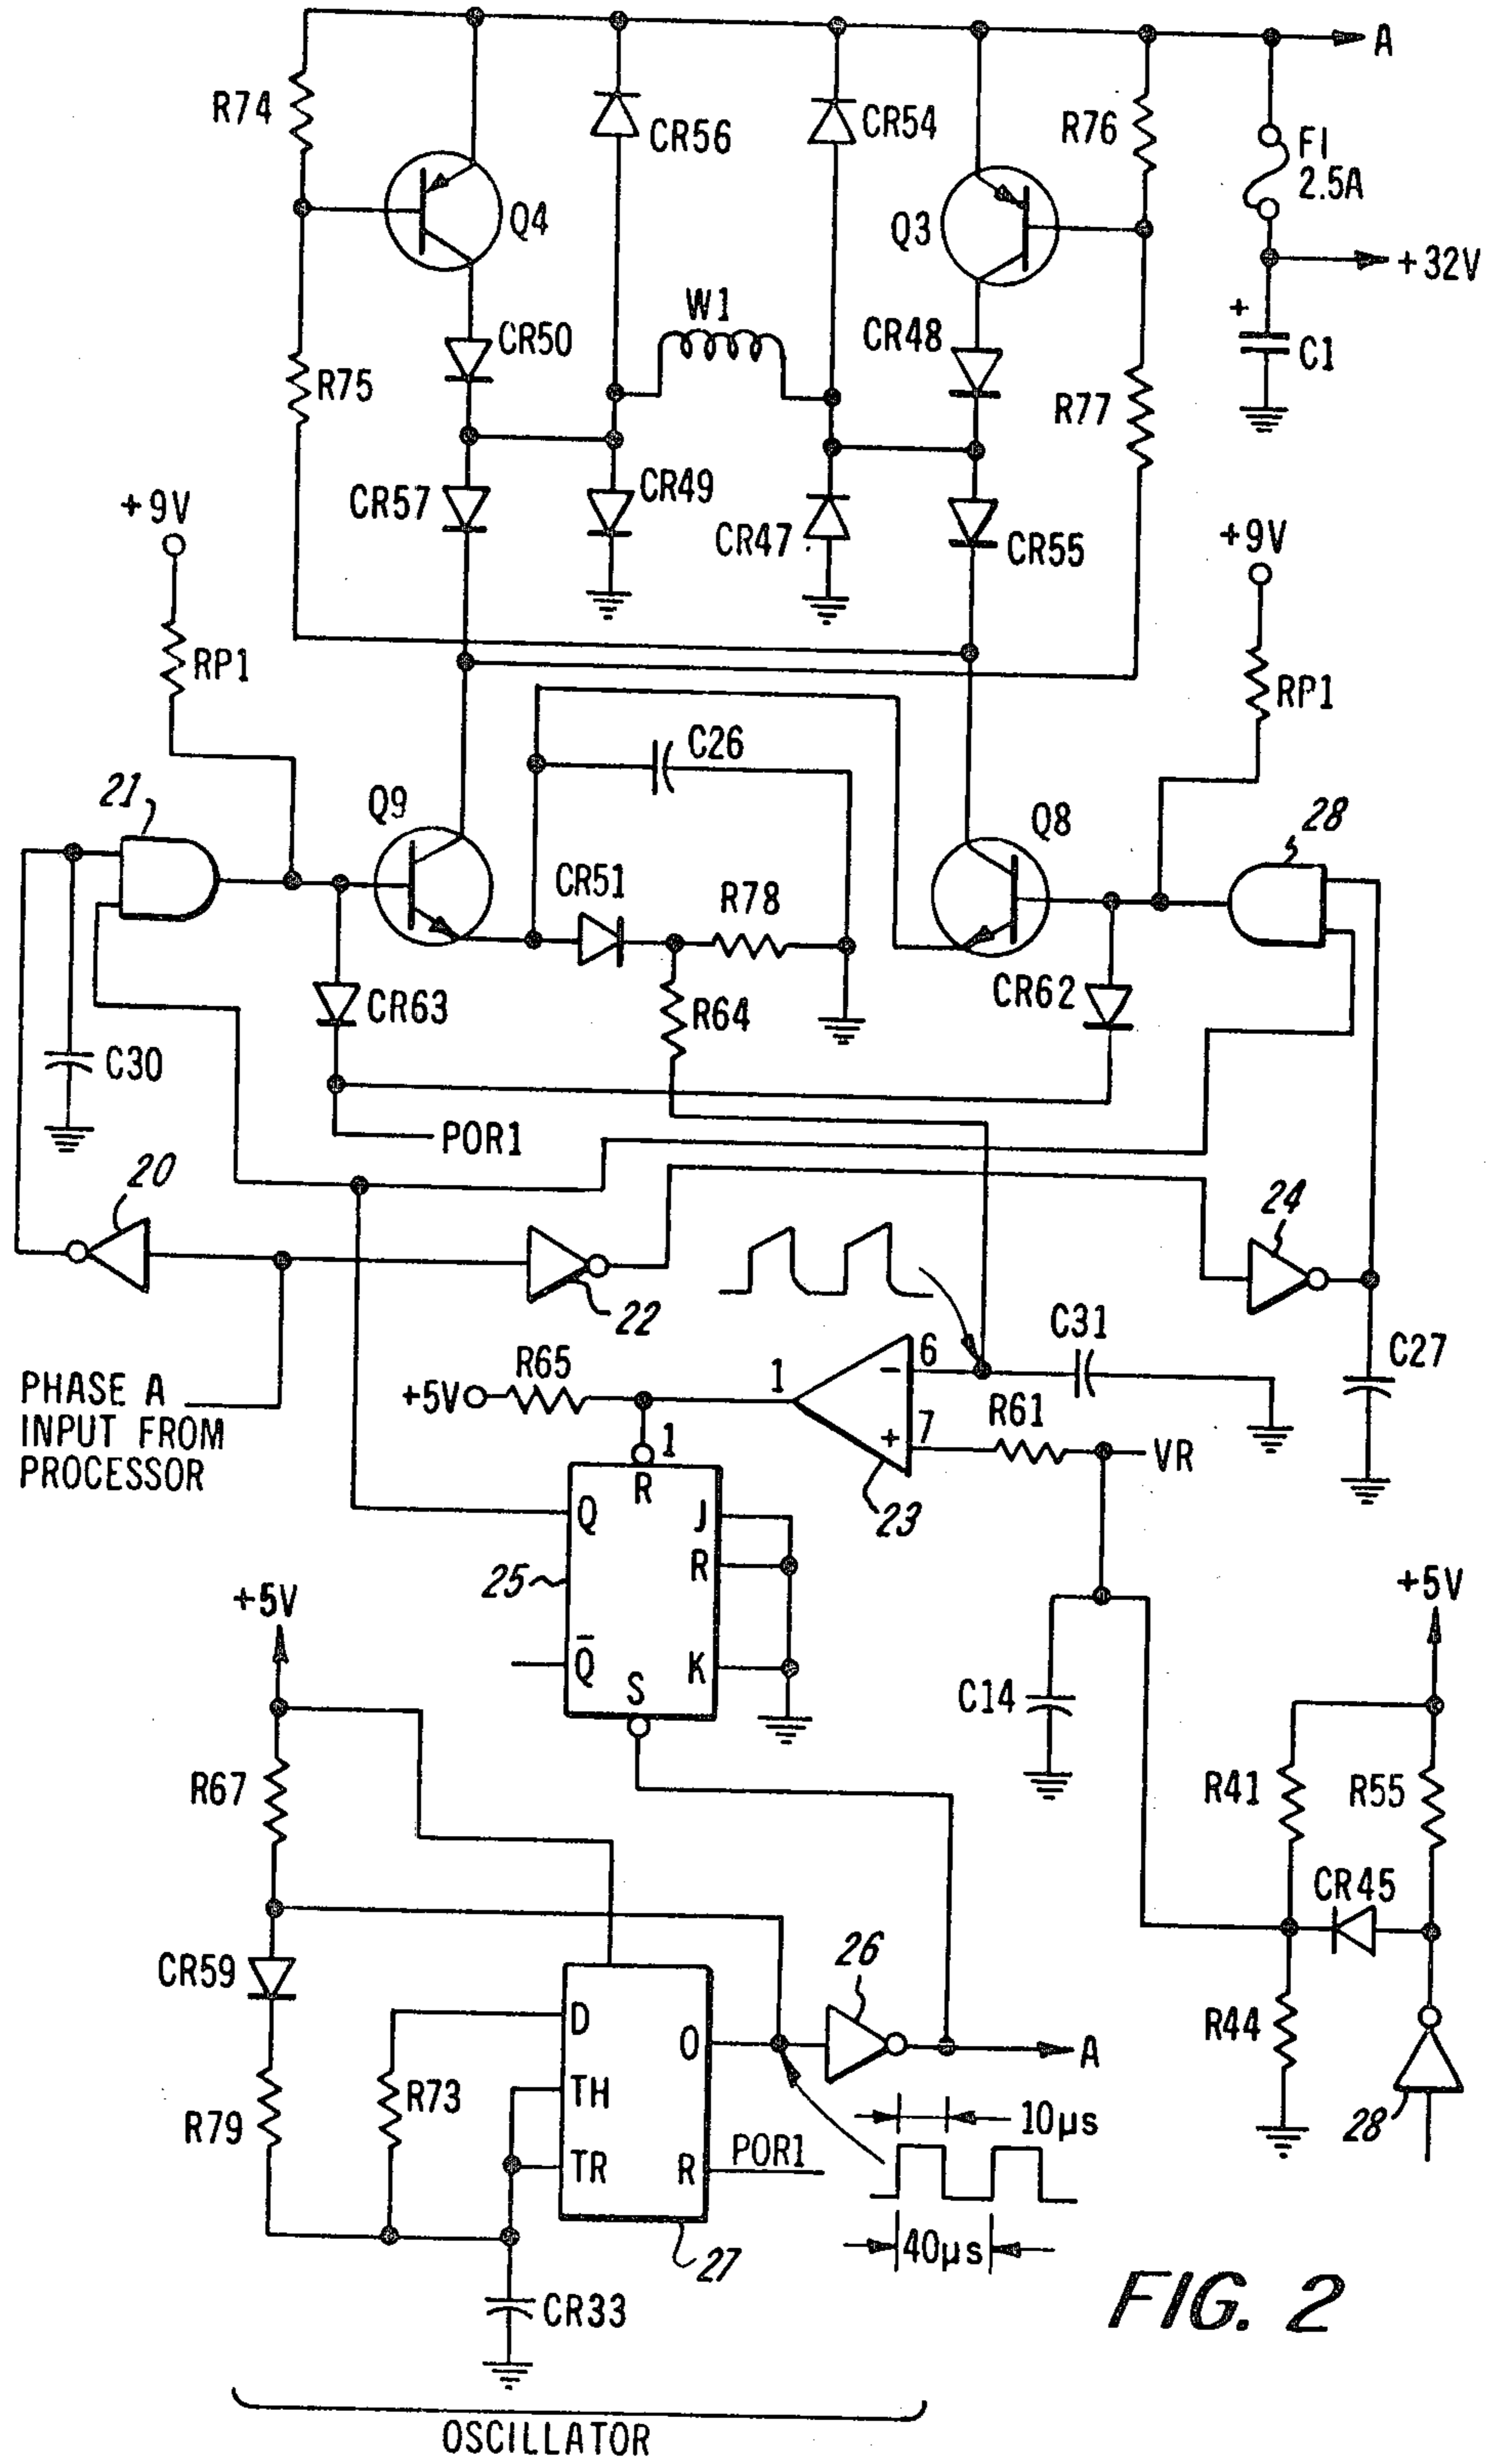 A
R74
CR56
CR54
R76
F1
2.5A
Q4
Q3
+32V
W1
+
CR50
CR48
C1
R75
R77
CR57
CR49
+9V
CR47
CR55
+9V
RP1
RP1
C26
21
Q9
Q8
28
CR51
R78
CR63
R64
CR62
C30
POR1
20
24
22
C31
C27
PHASE A
INPUT FROM
PROCESSOR
R65
+5V
1
6
-
R61
7
+
VR
1
R
23
Q
J
R
25
+5V
+5V
Q̅
K
S
C14
R67
R41
R55
CR45
CR59
26
D
O
A
R44
R73
TH
10µs
R79
TR
R
POR1
28
40µs
27
CR33
FIG. 2
OSCILLATOR